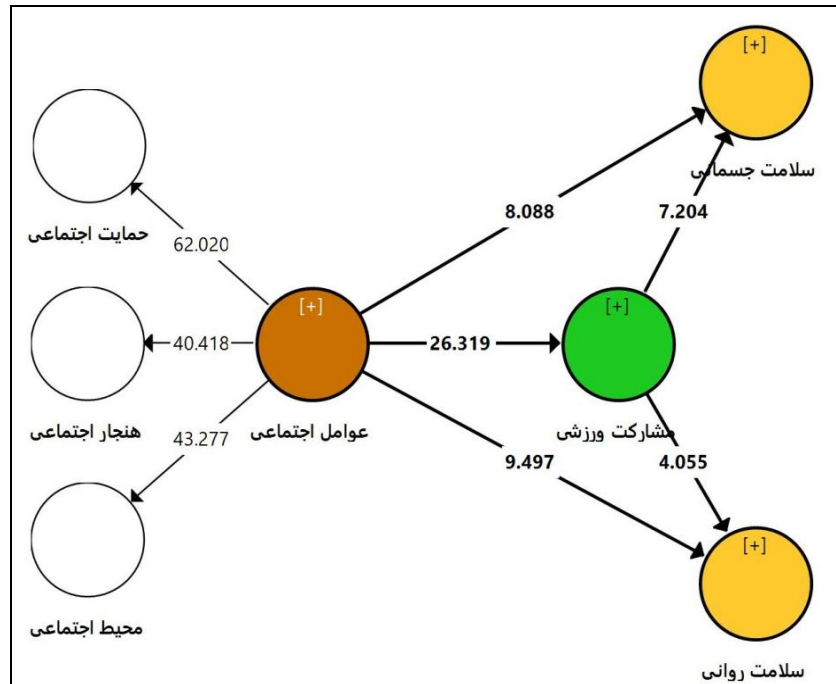 [+]
سلامت جسمانی
حمایت اجتماعی
8.088
7.204
62.020
[+]
[+]
40.418
26.319
هنجار اجتماعی
عوامل اجتماعی
مشارکت ورزشی
43.277
9.497
4.055
[+]
محیط اجتماعی
سلامت روانی